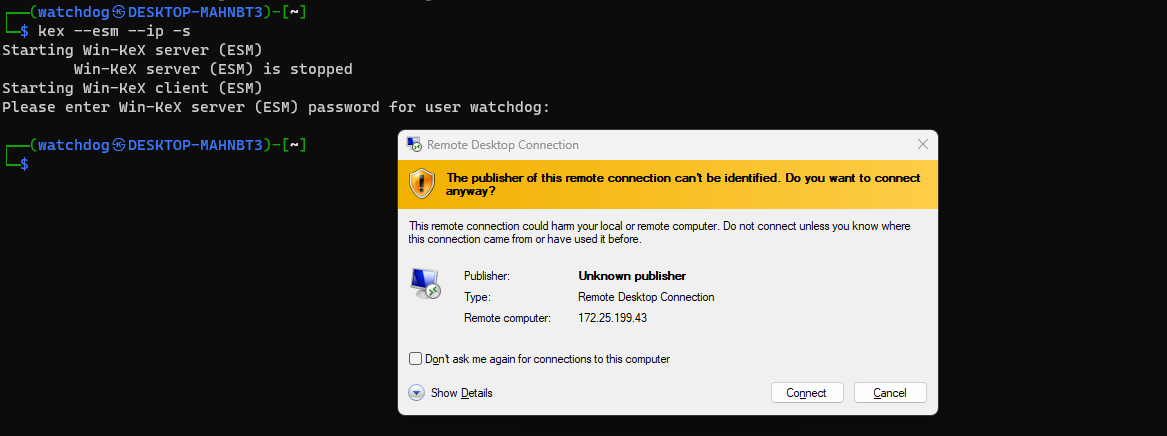 (watchdog㉿DESKTOP-MAHNBT3)-[~]
$ kex --esm --ip -s
Starting Win-KeX server (ESM)
Win-KeX server (ESM) is stopped
Starting Win-KeX client (ESM)
Please enter Win-KeX server (ESM) password for user watchdog:
(watchdog㉿DESKTOP-MAHNBT3)-[~]
$
Remote Desktop Connection
The publisher of this remote connection can't be identified. Do you want to connect
anyway?
This remote connection could harm your local or remote computer. Do not connect unless you know where
this connection came from or have used it before.
Publisher: Unknown publisher
Type: Remote Desktop Connection
Remote computer: 172.25.199.43
Don't ask me again for connections to this computer
Show Details Connect Cancel